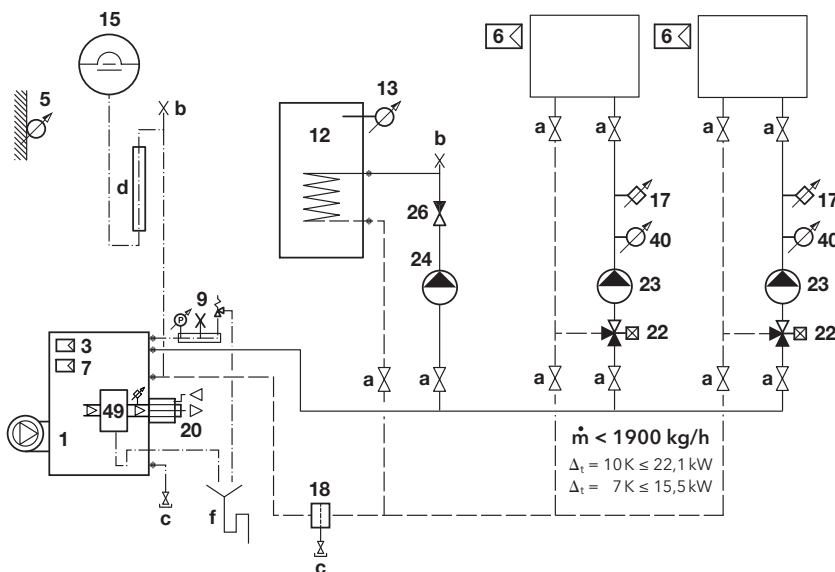 15
6
6
5
b
13
12
b
a
a
a
a
d
26
17
17
24
40
40
9
P
23
23
3
7
22
22
a
a
a
a
a
49
1
20
ṁ < 1900 kg/h
Δt = 10 K ≤ 22,1 kW
Δt = 7 K ≤ 15,5 kW
c
f
18
c